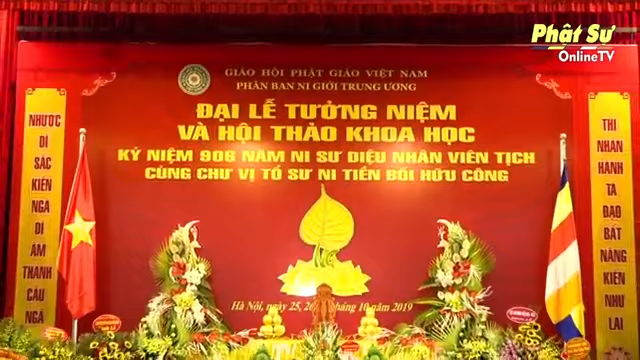 Phật Sự
OnlineTV
GIÁO HỘI PHẬT GIÁO VIỆT NAM
PHÂN BAN NI GIỚI TRUNG ƯƠNG
ĐẠI LỄ TƯỞNG NIỆM
VÀ HỘI THẢO KHOA HỌC
KỶ NIỆM 906 NĂM NI SƯ DIỆU NHÂN VIÊN TỊCH
CÙNG CHƯ VỊ TỔ SƯ NI TIỀN BỐI HỮU CÔNG
Hà Nội, ngày 25, tháng 10 năm 2019
NHƯỢC
DĨ
SẮC
KIẾN
NGÃ
DĨ
ÂM
THANH
CẦU
NGÃ
THỊ
NHÂN
HÀNH
TÀ
ĐẠO
BẤT
NĂNG
KIẾN
NHƯ
LAI